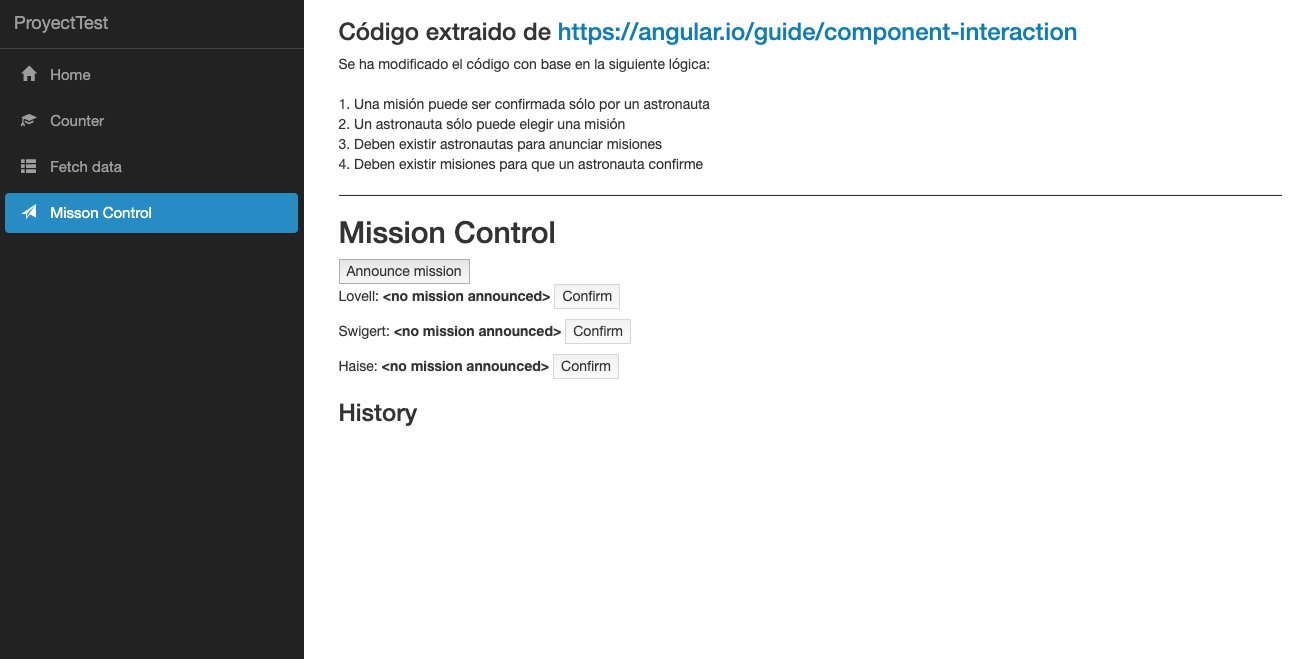 ProyectTest
Home
Counter
Fetch data
Misson Control
Código extraido de https://angular.io/guide/component-interaction
Se ha modificado el código con base en la siguiente lógica:
1. Una misión puede ser confirmada sólo por un astronauta
2. Un astronauta sólo puede elegir una misión
3. Deben existir astronautas para anunciar misiones
4. Deben existir misiones para que un astronauta confirme
Mission Control
Announce mission
Lovell: <no mission announced> Confirm
Swigert: <no mission announced> Confirm
Haise: <no mission announced> Confirm
History